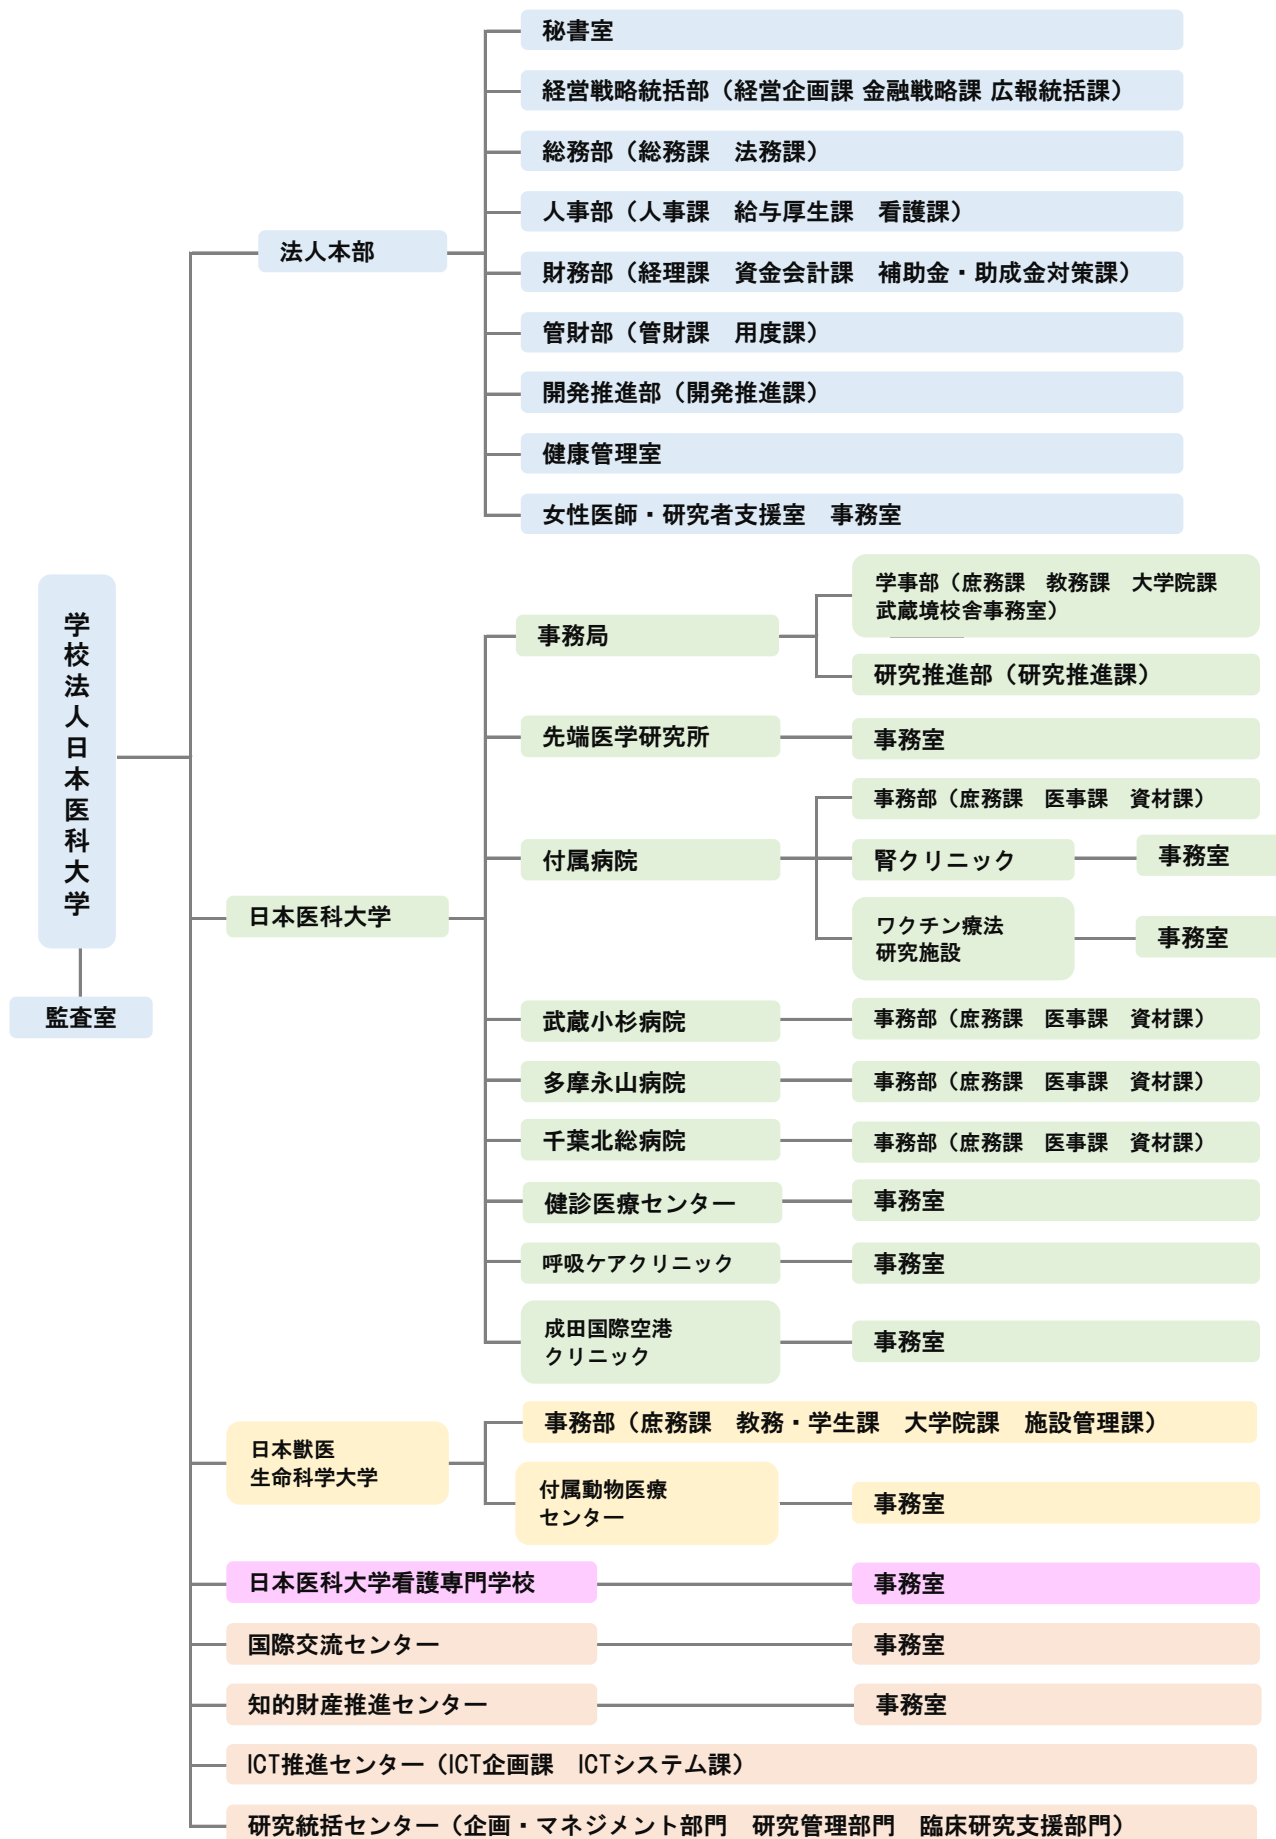 秘書室
経営戦略統括部（経営企画課 金融戦略課 広報統括課）
総務部（総務課　法務課）
人事部（人事課　給与厚生課　看護課）
法人本部
財務部（経理課　資金会計課　補助金・助成金対策課）
管財部（管財課　用度課）
開発推進部（開発推進課）
健康管理室
女性医師・研究者支援室　事務室
学校法人日本医科大学
監査室
日本医科大学
事務局
学事部（庶務課　教務課　大学院課
武蔵境校舎事務室）
研究推進部（研究推進課）
先端医学研究所
事務室
付属病院
事務部（庶務課　医事課　資材課）
腎クリニック
事務室
ワクチン療法
研究施設
事務室
武蔵小杉病院
事務部（庶務課　医事課　資材課）
多摩永山病院
事務部（庶務課　医事課　資材課）
千葉北総病院
事務部（庶務課　医事課　資材課）
健診医療センター
事務室
呼吸ケアクリニック
事務室
成田国際空港
クリニック
事務室
日本獣医
生命科学大学
事務部（庶務課　教務・学生課　大学院課　施設管理課）
付属動物医療
センター
事務室
日本医科大学看護専門学校
事務室
国際交流センター
事務室
知的財産推進センター
事務室
ICT推進センター（ICT企画課　ICTシステム課）
研究統括センター（企画・マネジメント部門　研究管理部門　臨床研究支援部門）